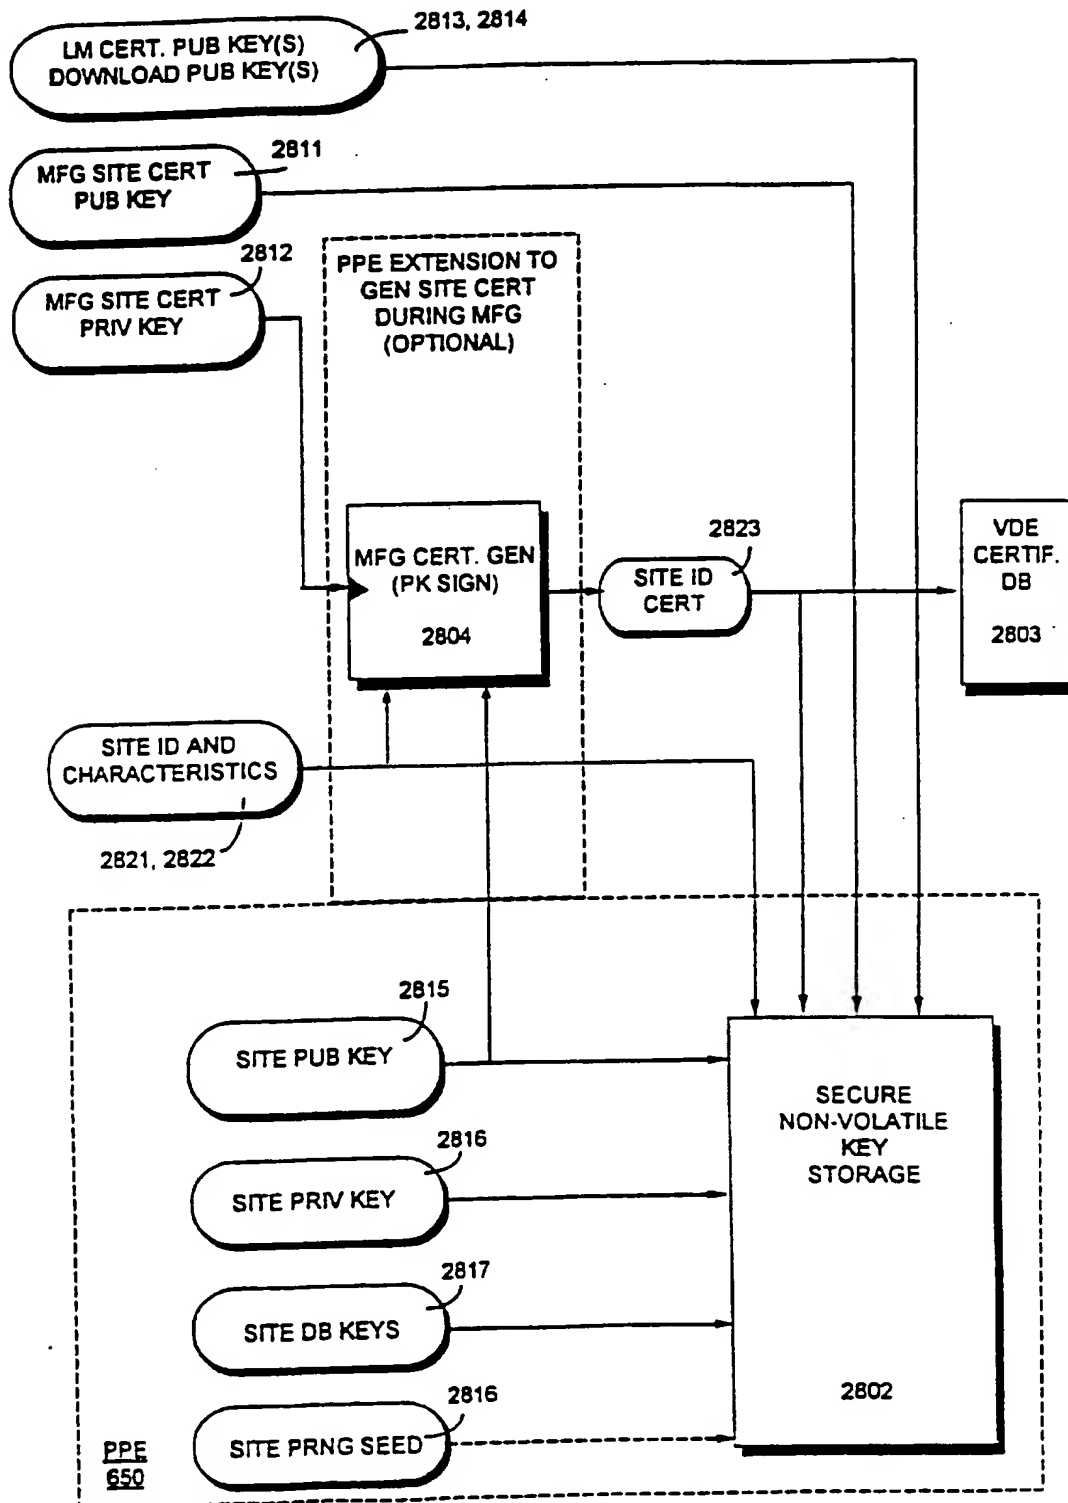 2813, 2814
LM CERT. PUB KEY(S)
DOWNLOAD PUB KEY(S)
2811
MFG SITE CERT
PUB KEY
2812
MFG SITE CERT
PRIV KEY
PPE EXTENSION TO
GEN SITE CERT
DURING MFG
(OPTIONAL)
MFG CERT. GEN
(PK SIGN)
2804
2823
SITE ID
CERT
VDE
CERTIF.
DB
2803
SITE ID AND
CHARACTERISTICS
2821, 2822
2815
SITE PUB KEY
2816
SITE PRIV KEY
2817
SITE DB KEYS
2816
SITE PRNG SEED
SECURE
NON-VOLATILE
KEY
STORAGE
2802
PPE
650